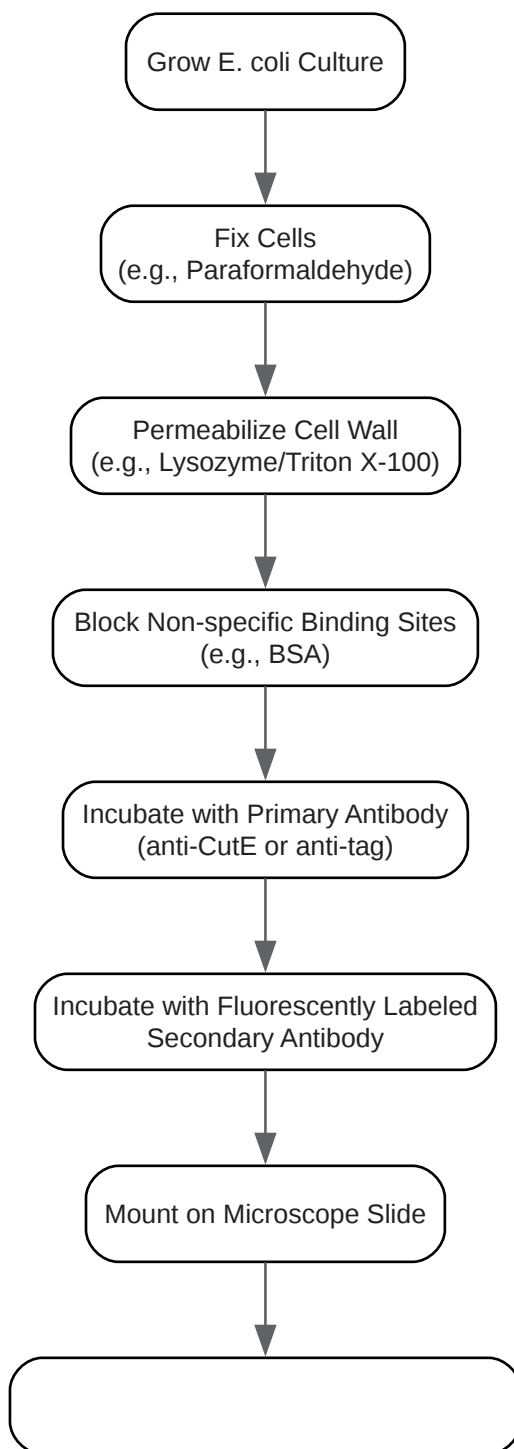 Grow E. coli Culture
Fix Cells
(e.g., Paraformaldehyde)
Permeabilize Cell Wall
(e.g., Lysozyme/Triton X-100)
Block Non-specific Binding Sites
(e.g., BSA)
Incubate with Primary Antibody
(anti-CutE or anti-tag)
Incubate with Fluorescently Labeled
Secondary Antibody
Mount on Microscope Slide